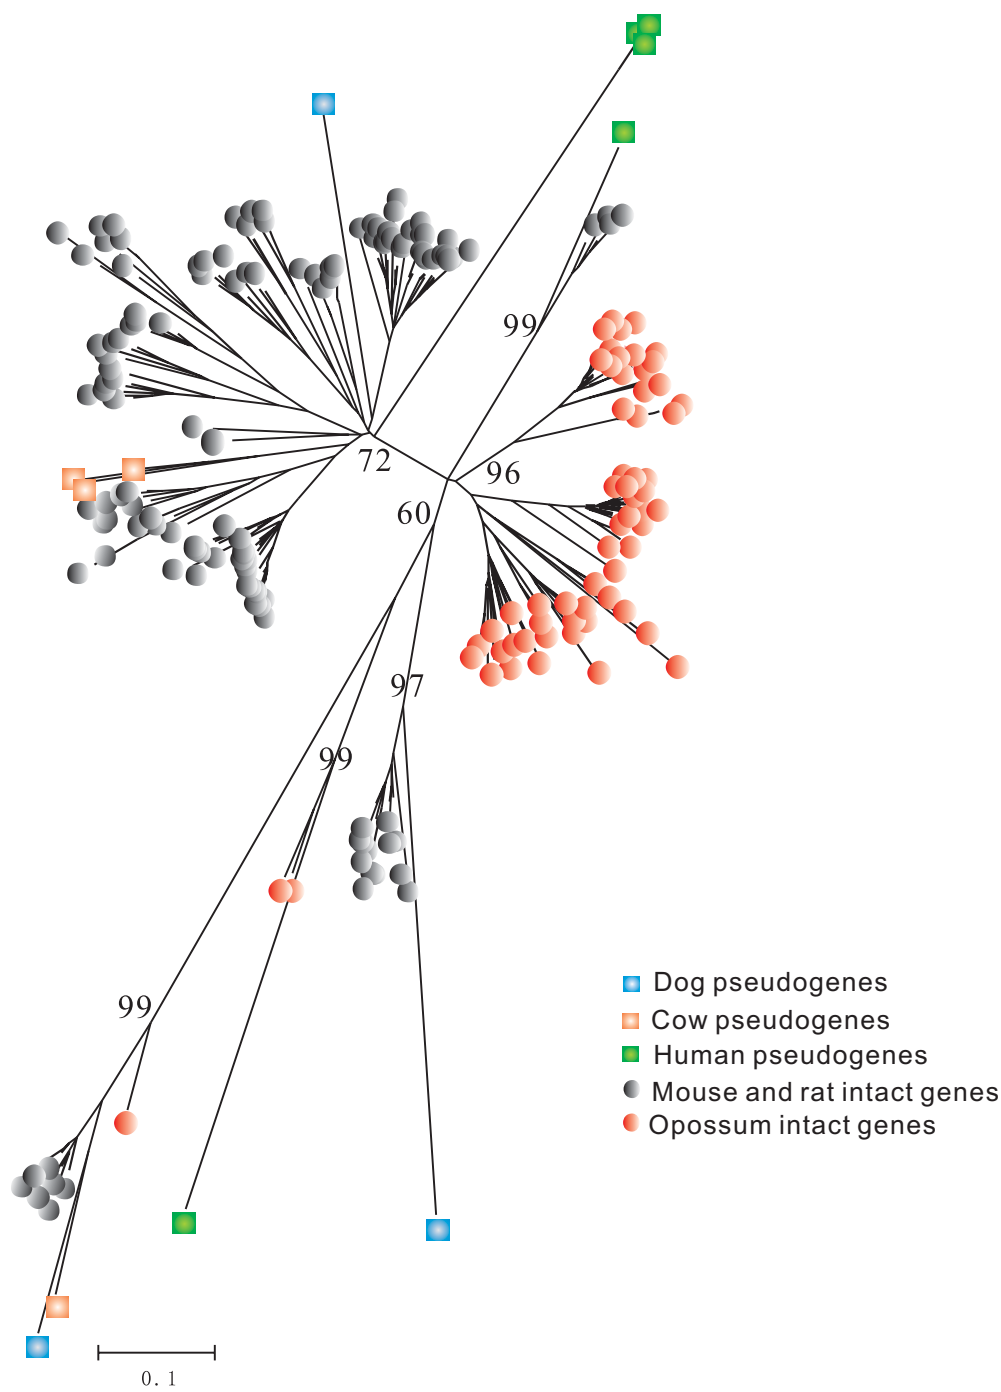 99
72
96
60
97
99
99
Dog pseudogenes
Cow pseudogenes
Human pseudogenes
Mouse and rat intact genes
Opossum intact genes
0.1